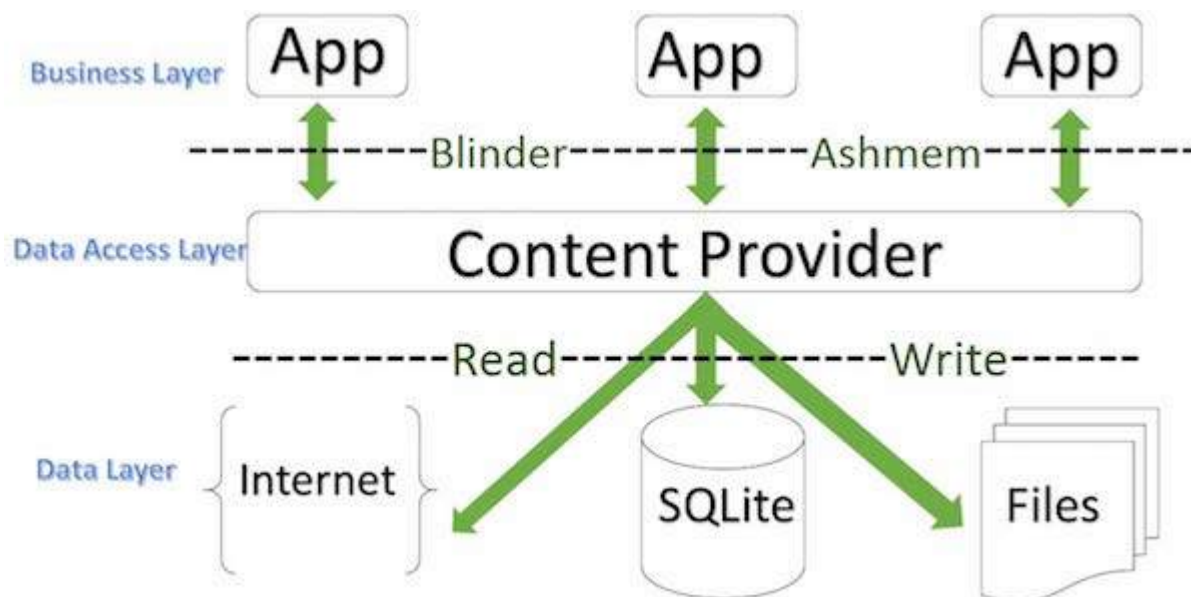 App App App
Business Layer
Blinder Ashmem
Data Access Layer Content Provider
Read Write
Data Layer Internet SQLite Files